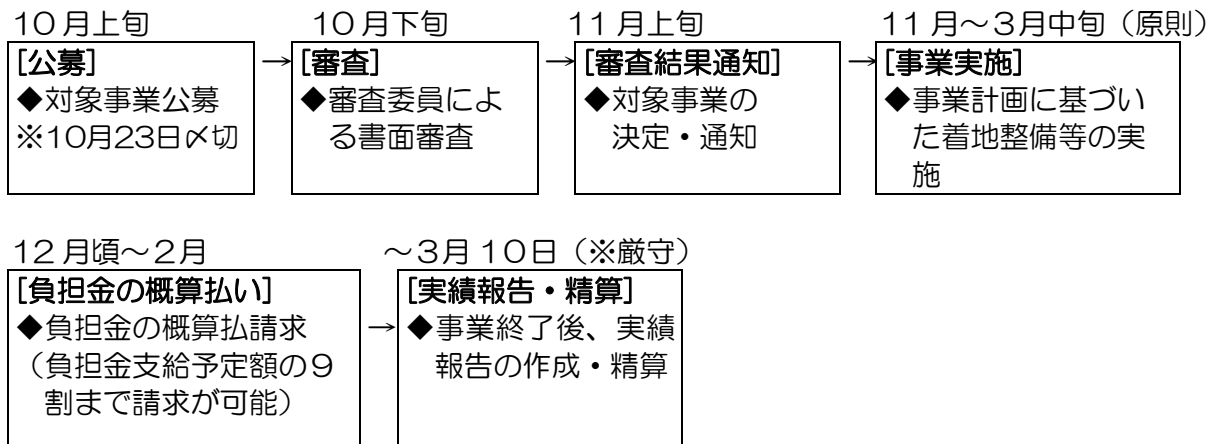 10月上旬
10月下旬
11月上旬
11月～3月中旬（原則）
[公募]
◆対象事業公募
※10月23日〆切
→
[審査]
◆審査委員によ
る書面審査
→
[審査結果通知]
◆対象事業の
決定・通知
→
[事業実施]
◆事業計画に基づい
た着地整備等の実
施
12月頃～2月
～3月10日（※厳守）
[負担金の概算払い]
◆負担金の概算払請求
（負担金支給予定額の9
割まで請求が可能）
→
[実績報告・精算]
◆事業終了後、実績
報告の作成・精算